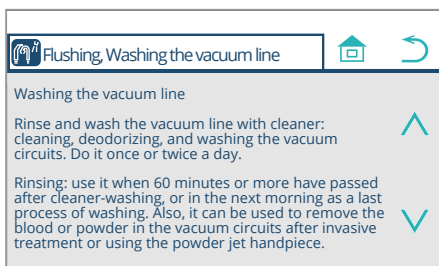 Flushing, Washing the vacuum line
Washing the vacuum line
Rinse and wash the vacuum line with cleaner:
cleaning, deodorizing, and washing the vacuum
circuits. Do it once or twice a day.
Rinsing: use it when 60 minutes or more have passed
after cleaner-washing, or in the next morning as a last
process of washing. Also, it can be used to remove the
blood or powder in the vacuum circuits after invasive
treatment or using the powder jet handpiece.